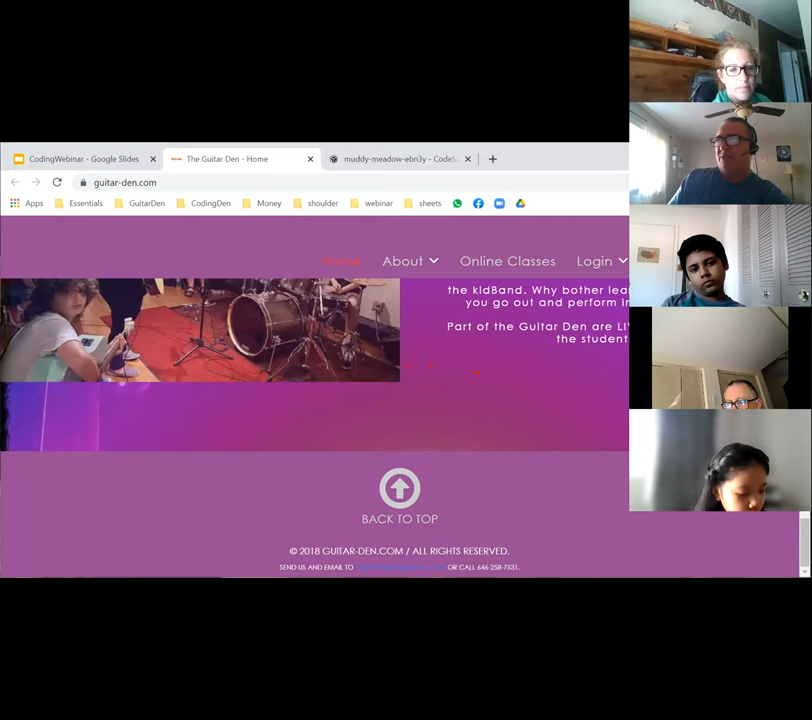 CodingWebinar - Google Slides
The Guitar Den - Home
muddy-meadow-ebn3y - CodeS
guitar-den.com
Apps Essentials GuitarDen CodingDen Money shoulder webinar sheets
Home About Online Classes Login
the kidBand. Why bother lear
you go out and perform in
Part of the Guitar Den are LI
the student
BACK TO TOP
© 2018 GUITAR-DEN.COM / ALL RIGHTS RESERVED.
SEND US AND EMAIL TO OR CALL 646-258-7531.